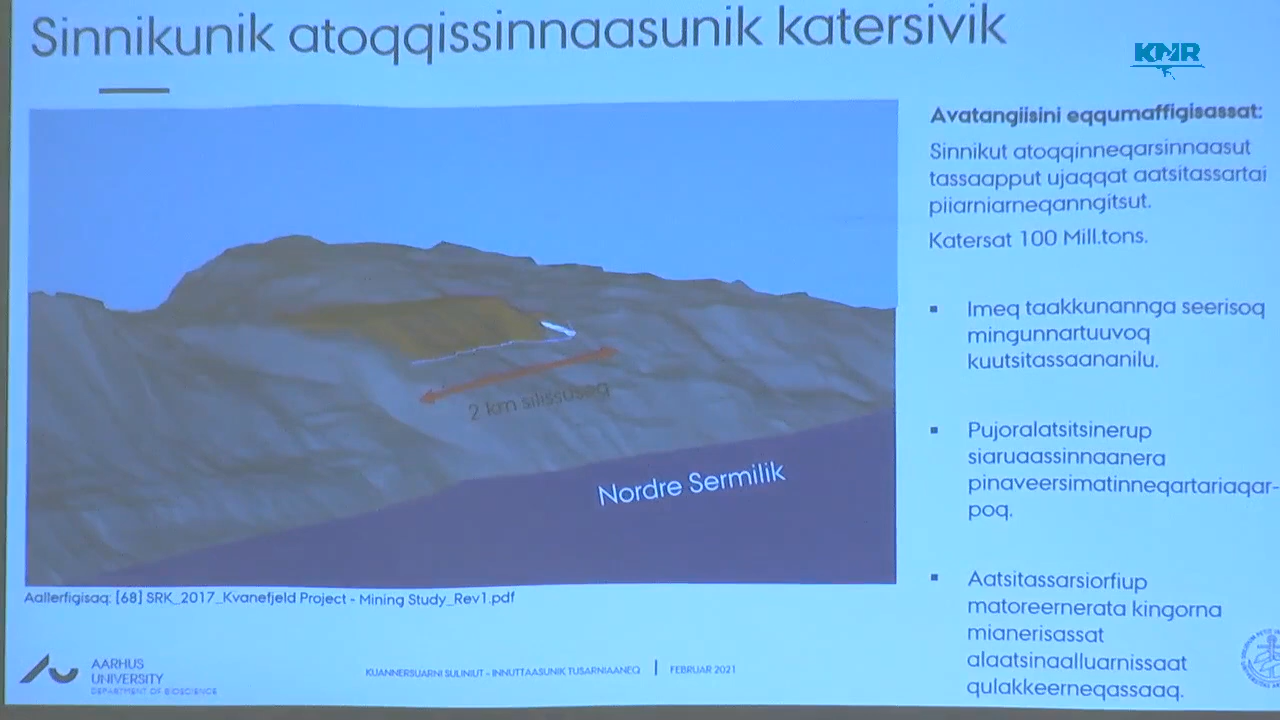 Sinnikunik atoqqissinnaasunik katersivik
KNR
Avatangiisini eqqumaffigisassat:
Sinnikut atoqqinneqarsinnaasut
tassaapput ujaqqat aatsitassartai
piiarniarneqanngitsut.
Katersat 100 Mill.tons.
▪ Imeq taakkunannga seerisoq
mingunnartuuvoq
kuutsitassaananilu.
▪ Pujoralatsitsinerup
siaruaassinnaanera
pinaveersimatinneqartariaqar-
poq.
▪ Aatsitassarsiorfiup
matoreernerata kingorna
mianerisassat
alaatsinaalluarnissaat
qulakkeerneqassaaq.
2 km silissuseq
Nordre Sermilik
Aallerfigisaq: [68] SRK_2017_Kvanefjeld Project - Mining Study_Rev1.pdf
AARHUS
UNIVERSITY
DEPARTMENT OF BIOSCIENCE
KUANNERSUARNI SULINIUT - INNUTTAASUNIK TUSARNIAANEQ | FEBRUAR 2021